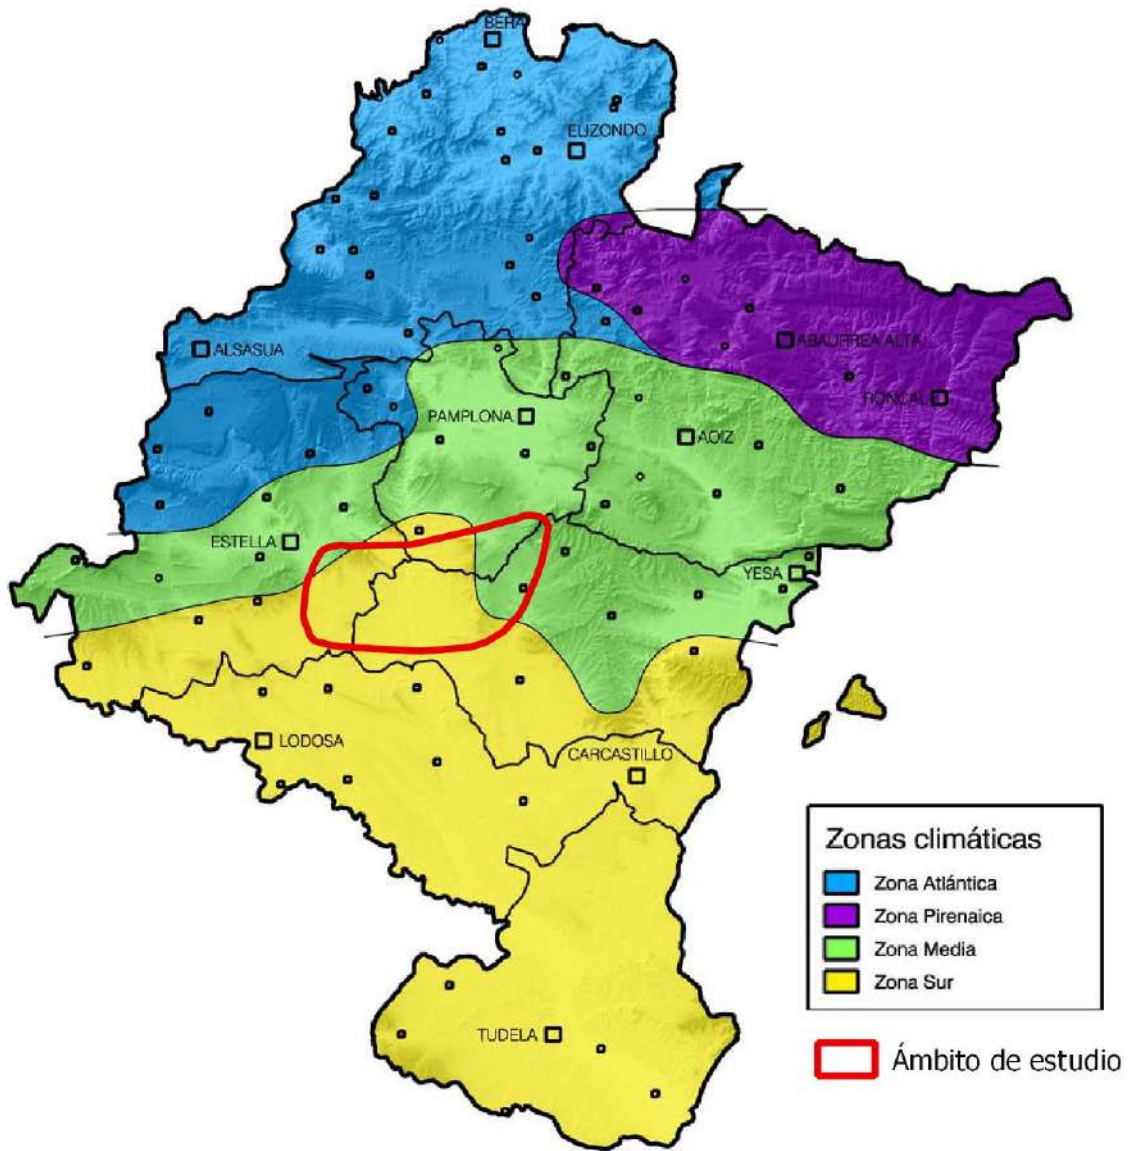 BERA
ELIZONDO
ALSASUA
ABAURREA ALTA
RONCAL
PAMPLONA
AOIZ
ESTELLA
YESA
LODOSA
CARCASTILLO
TUDELA
Zonas climáticas
Zona Atlántica
Zona Pirenaica
Zona Media
Zona Sur
Ámbito de estudio